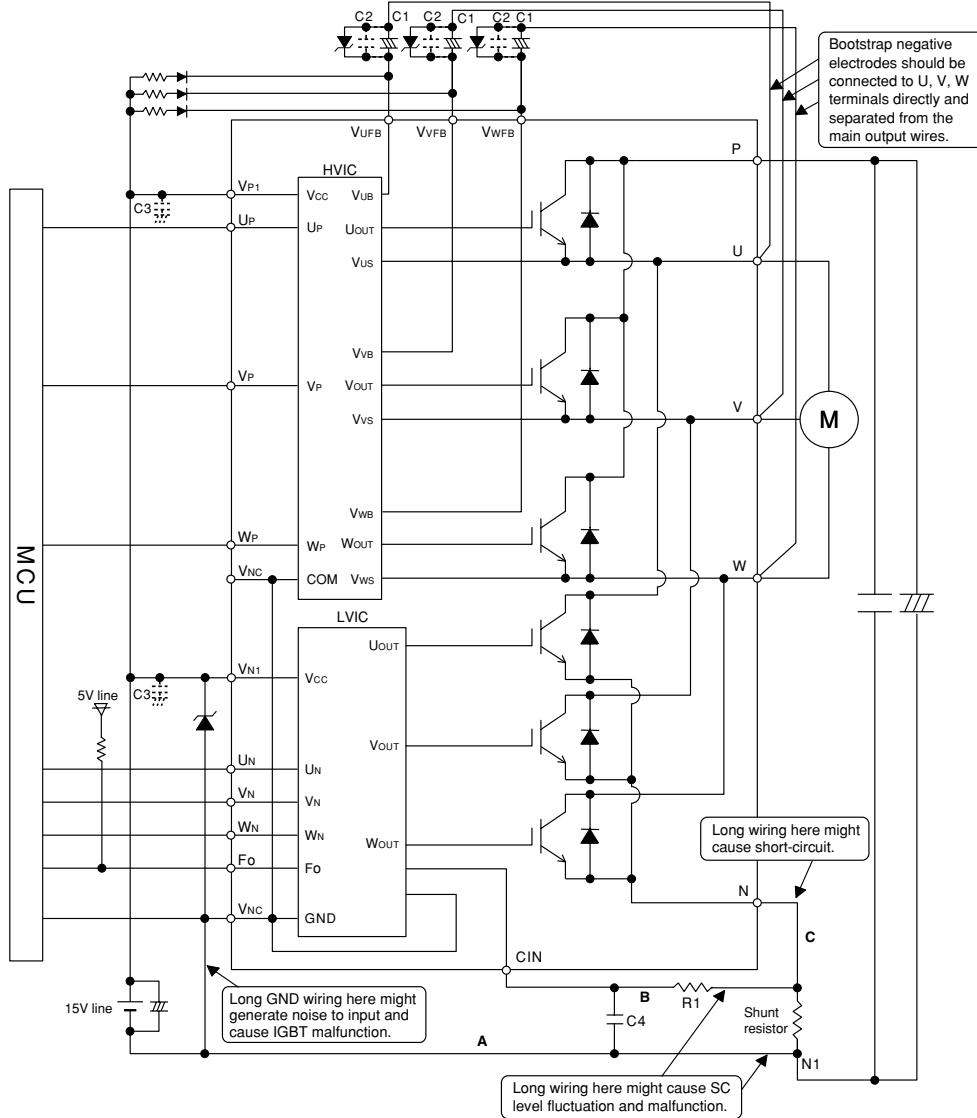 C2 C1 C2 C1 C2 C1
Bootstrap negative
electrodes should be
connected to U, V, W
terminals directly and
separated from the
main output wires.
VUFB VVFB VWFB
P
HVIC
VP1 VCC VUB
C3
UP UP UOUT
U
VUS
VVB
VP VP VOUT
V
VVS
M
VWB
WP WP WOUT
W
VNC COM VWS
MCU
LVIC
UOUT
VN1 VCC
C3
5V line
VOUT
UN UN
VN VN
WN WN
WOUT
Long wiring here might
cause short-circuit.
Fo Fo
N
VNC GND
C
CIN
15V line
Long GND wiring here might
generate noise to input and
cause IGBT malfunction.
B
R1
C4
Shunt
resistor
A
N1
Long wiring here might cause SC
level fluctuation and malfunction.